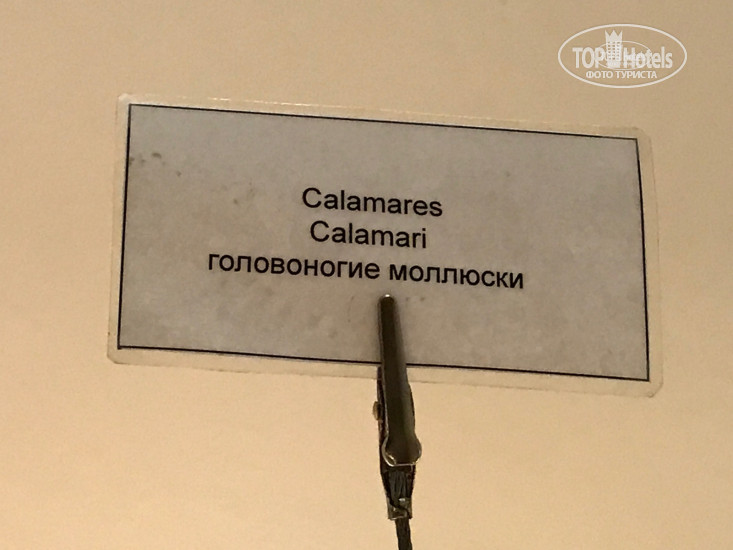 TOP Hotels
ФОТО ТУРИСТА
Calamares
Calamari
головоногие моллюски